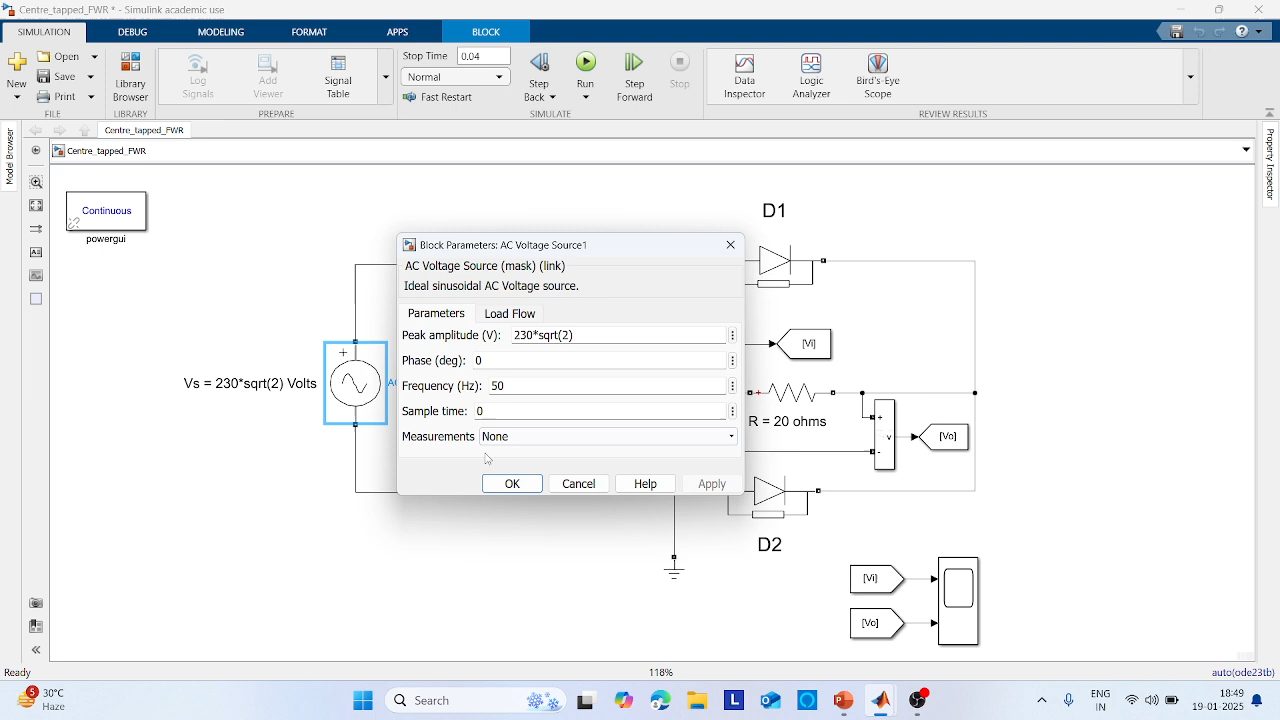 Centre_tapped_FWR * - Simulink academic use
SIMULATION DEBUG MODELING FORMAT APPS BLOCK
New Open Save Print
FILE
Library Browser
LIBRARY
Log Signals Add Viewer Signal Table
PREPARE
Stop Time 0.04
Normal
Fast Restart
Step Back Run Step Forward Stop
SIMULATE
Data Inspector Logic Analyzer Bird's-Eye Scope
REVIEW RESULTS
Centre_tapped_FWR
Centre_tapped_FWR
Model Browser
Property Inspector
Continuous
powergui
D1
Block Parameters: AC Voltage Source1
AC Voltage Source (mask) (link)
Ideal sinusoidal AC Voltage source.
Parameters Load Flow
Peak amplitude (V): 230*sqrt(2)
Phase (deg): 0
Frequency (Hz): 50
Sample time: 0
Measurements None
OK Cancel Help Apply
+
Vs = 230*sqrt(2) Volts
[Vi]
+
R = 20 ohms
+
v
-
[Vo]
D2
[Vi]
[Vo]
Ready 118% auto(ode23tb)
5
30°C
Haze
Search
ENG
IN
18:49
19-01-2025